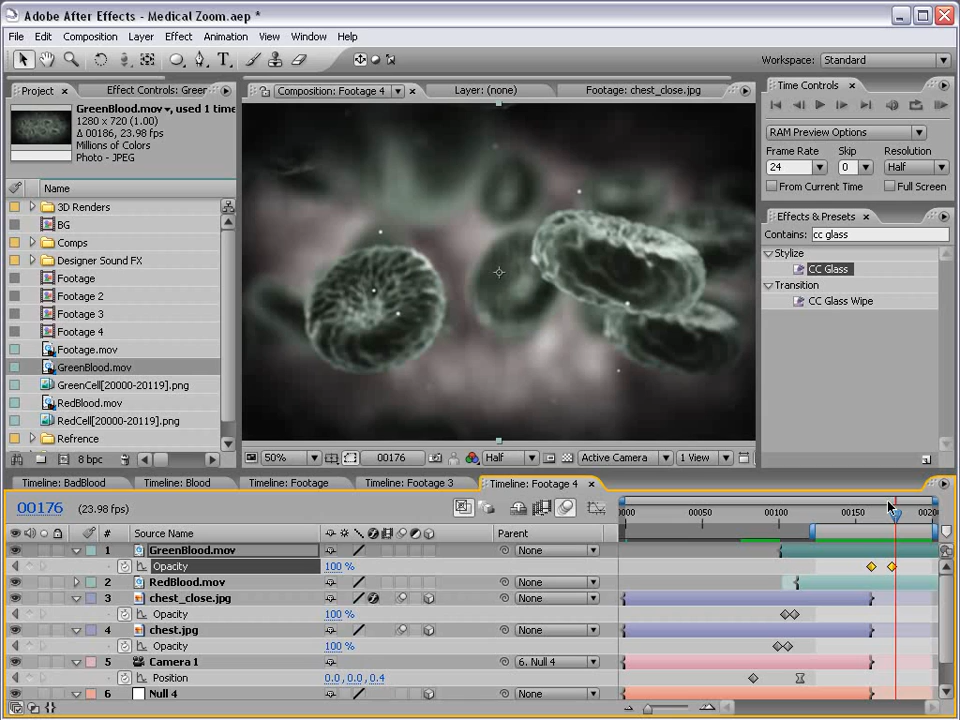 Adobe After Effects - Medical Zoom.aep *
File Edit Composition Layer Effect Animation View Window Help
Workspace: Standard
Project × Effect Controls: Green
Composition: Footage 4 × Layer: (none) Footage: chest_close.jpg
Time Controls ×
GreenBlood.mov, used 1 time
1280 x 720 (1.00)
Δ 00186, 23.98 fps
Millions of Colors
Photo - JPEG
RAM Preview Options
Frame Rate Skip Resolution
24 0 Half
From Current Time Full Screen
Name
3D Renders
BG
Comps
Designer Sound FX
Footage
Footage 2
Footage 3
Footage 4
Footage.mov
GreenBlood.mov
GreenCell[20000-20119].png
RedBlood.mov
RedCell[20000-20119].png
Refrence
8 bpc
Effects & Presets ×
Contains: cc glass
Stylize
CC Glass
Transition
CC Glass Wipe
50% 00176 Half Active Camera 1 View
Timeline: BadBlood Timeline: Blood Timeline: Footage Timeline: Footage 3 Timeline: Footage 4 ×
00176 (23.98 fps)
0000 00050 00100 00150 0020
# Source Name Parent
1 GreenBlood.mov None
Opacity 100 %
2 RedBlood.mov None
3 chest_close.jpg None
Opacity 100 %
4 chest.jpg None
Opacity 100 %
5 Camera 1 6. Null 4
Position 0.0, 0.0, 0.4
6 Null 4 None